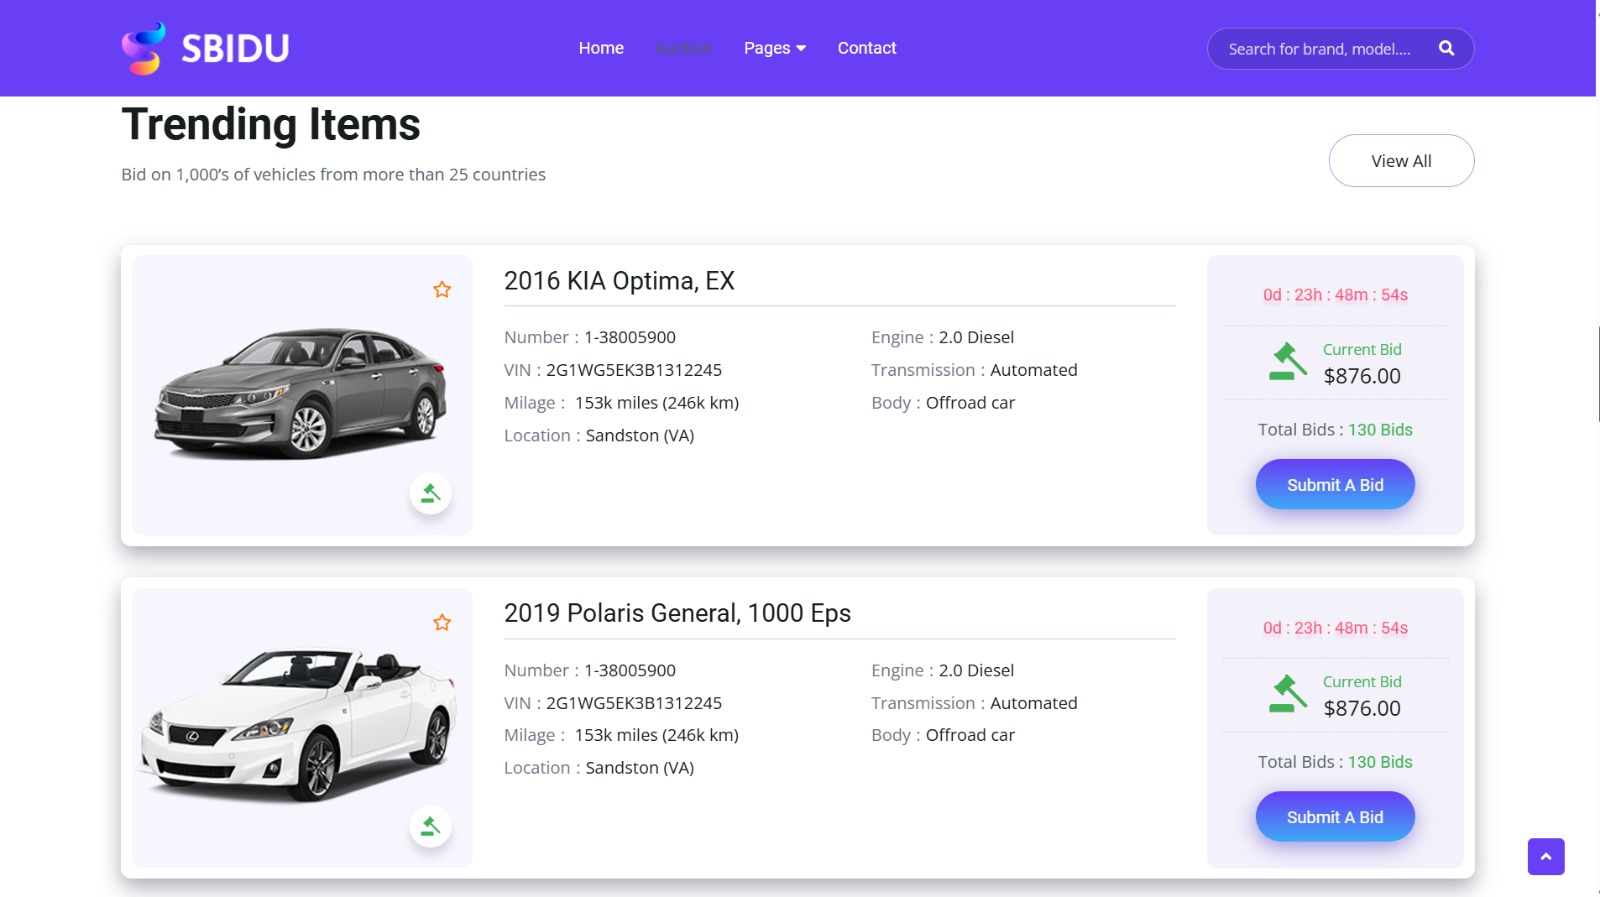 SBIDU
Home Auction Pages Contact
Search for brand, model....
Trending Items
Bid on 1,000’s of vehicles from more than 25 countries
View All
2016 KIA Optima, EX
Number : 1-38005900
VIN : 2G1WG5EK3B1312245
Milage : 153k miles (246k km)
Location : Sandston (VA)
Engine : 2.0 Diesel
Transmission : Automated
Body : Offroad car
0d : 23h : 48m : 54s
Current Bid
$876.00
Total Bids : 130 Bids
Submit A Bid
2019 Polaris General, 1000 Eps
Number : 1-38005900
VIN : 2G1WG5EK3B1312245
Milage : 153k miles (246k km)
Location : Sandston (VA)
Engine : 2.0 Diesel
Transmission : Automated
Body : Offroad car
0d : 23h : 48m : 54s
Current Bid
$876.00
Total Bids : 130 Bids
Submit A Bid